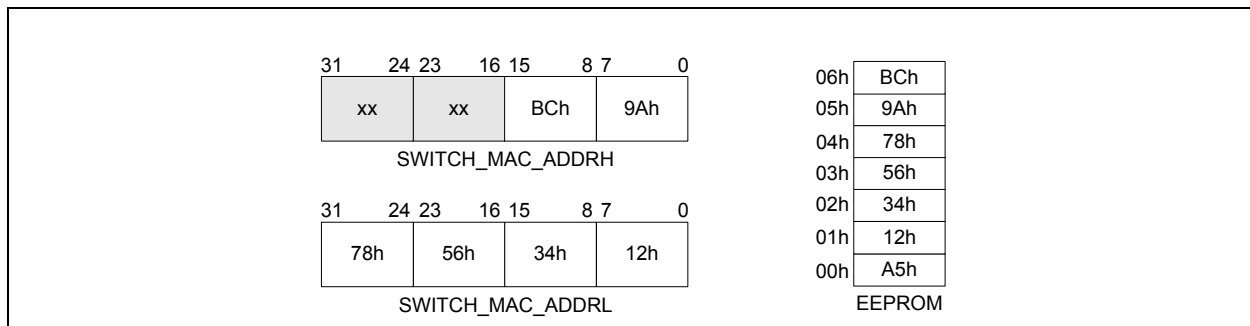 31 24 23 16 15 8 7 0
xx xx BCh 9Ah
SWITCH_MAC_ADDRH
31 24 23 16 15 8 7 0
78h 56h 34h 12h
SWITCH_MAC_ADDRL
06h BCh
05h 9Ah
04h 78h
03h 56h
02h 34h
01h 12h
00h A5h
EEPROM